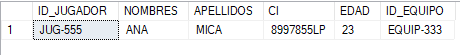 ID_JUGADOR NOMBRES APELLIDOS CI EDAD ID_EQUIPO
1 JUG-555 ANA MICA 8997855LP 23 EQUIP-333